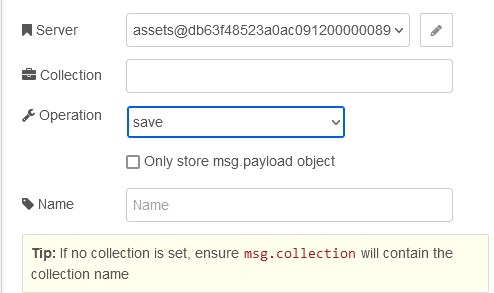 Server
assets@db63f48523a0ac091200000089
Collection
Operation
save
Only store msg.payload object
Name
Name
Tip: If no collection is set, ensure msg.collection will contain the
collection name